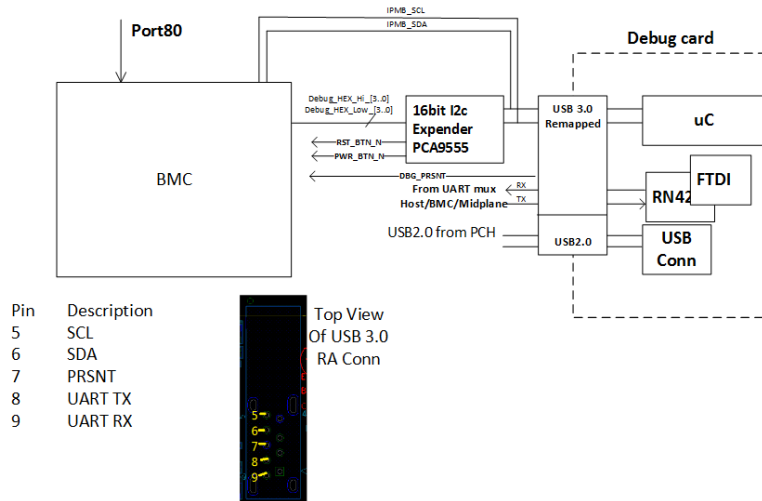 IPMB_SCL
IPMB_SDA
Port80
Debug card
Debug_HEX_Hi_[3..0]
Debug_HEX_Low_[3..0]
16bit I2c
Expender
PCA9555
USB 3.0
Remapped
uC
RST_BTN_N
PWR_BTN_N
BMC
DBG_PRSNT
FTDI
From UART mux
RX
RN42
Host/BMC/Midplane
TX
USB2.0 from PCH
USB2.0
USB
Conn
Pin Description
5 SCL
6 SDA
7 PRSNT
8 UART TX
9 UART RX
Top View
Of USB 3.0
RA Conn
5
6
7
8
9